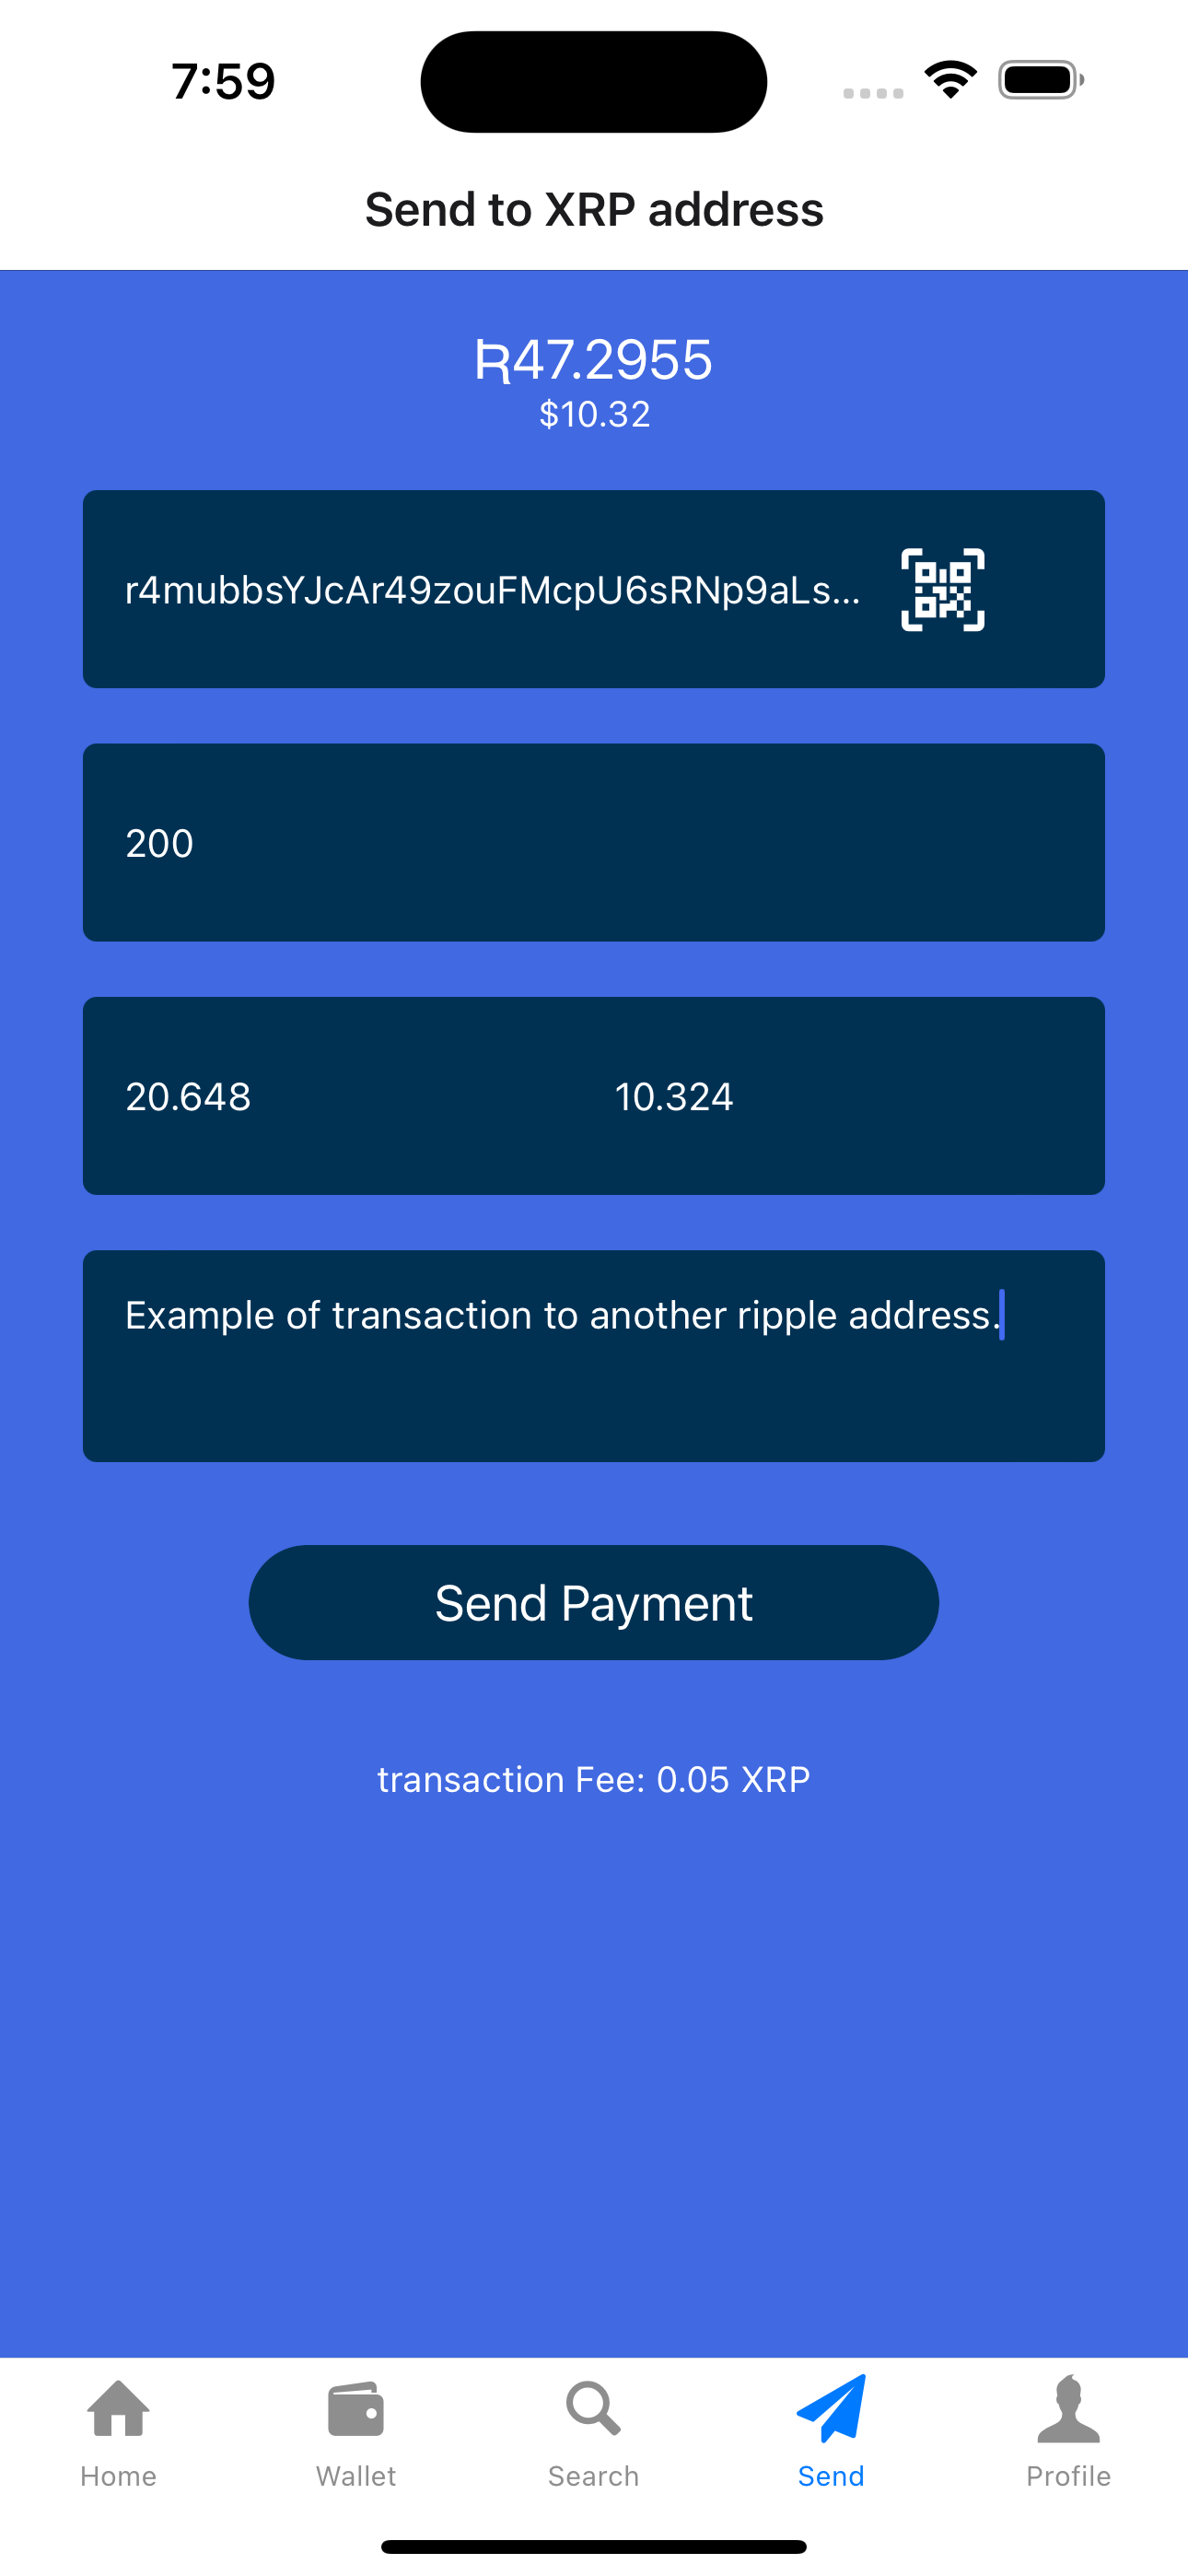 7:59
Send to XRP address
Ʀ47.2955
$10.32
r4mubbsYJcAr49zouFMcpU6sRNp9aLs...
200
20.648 10.324
Example of transaction to another ripple address.
Send Payment
transaction Fee: 0.05 XRP
Home Wallet Search Send Profile